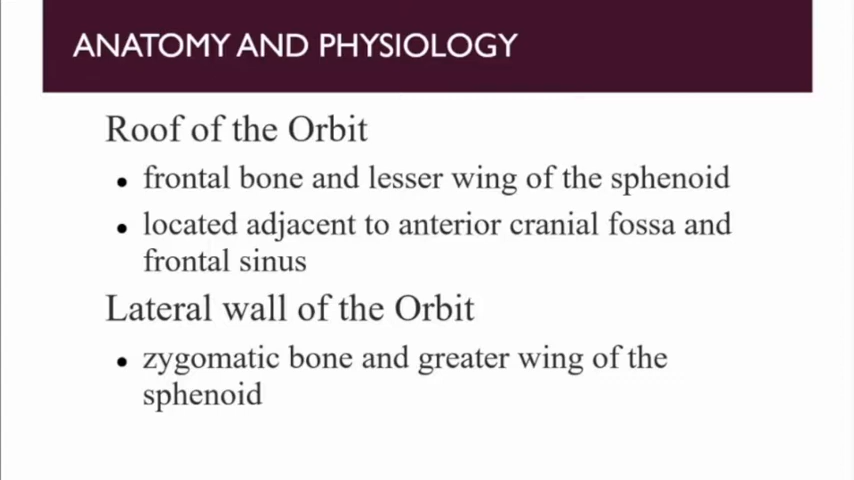 ANATOMY AND PHYSIOLOGY
Roof of the Orbit
• frontal bone and lesser wing of the sphenoid
• located adjacent to anterior cranial fossa and
frontal sinus
Lateral wall of the Orbit
• zygomatic bone and greater wing of the
sphenoid